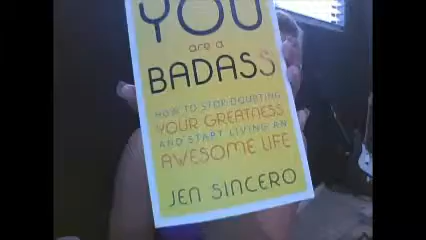 YOU
are a
BADASS
HOW TO STOP DOUBTING
YOUR GREATNESS
AND START LIVING AN
AWESOME LIFE
JEN SINCERO